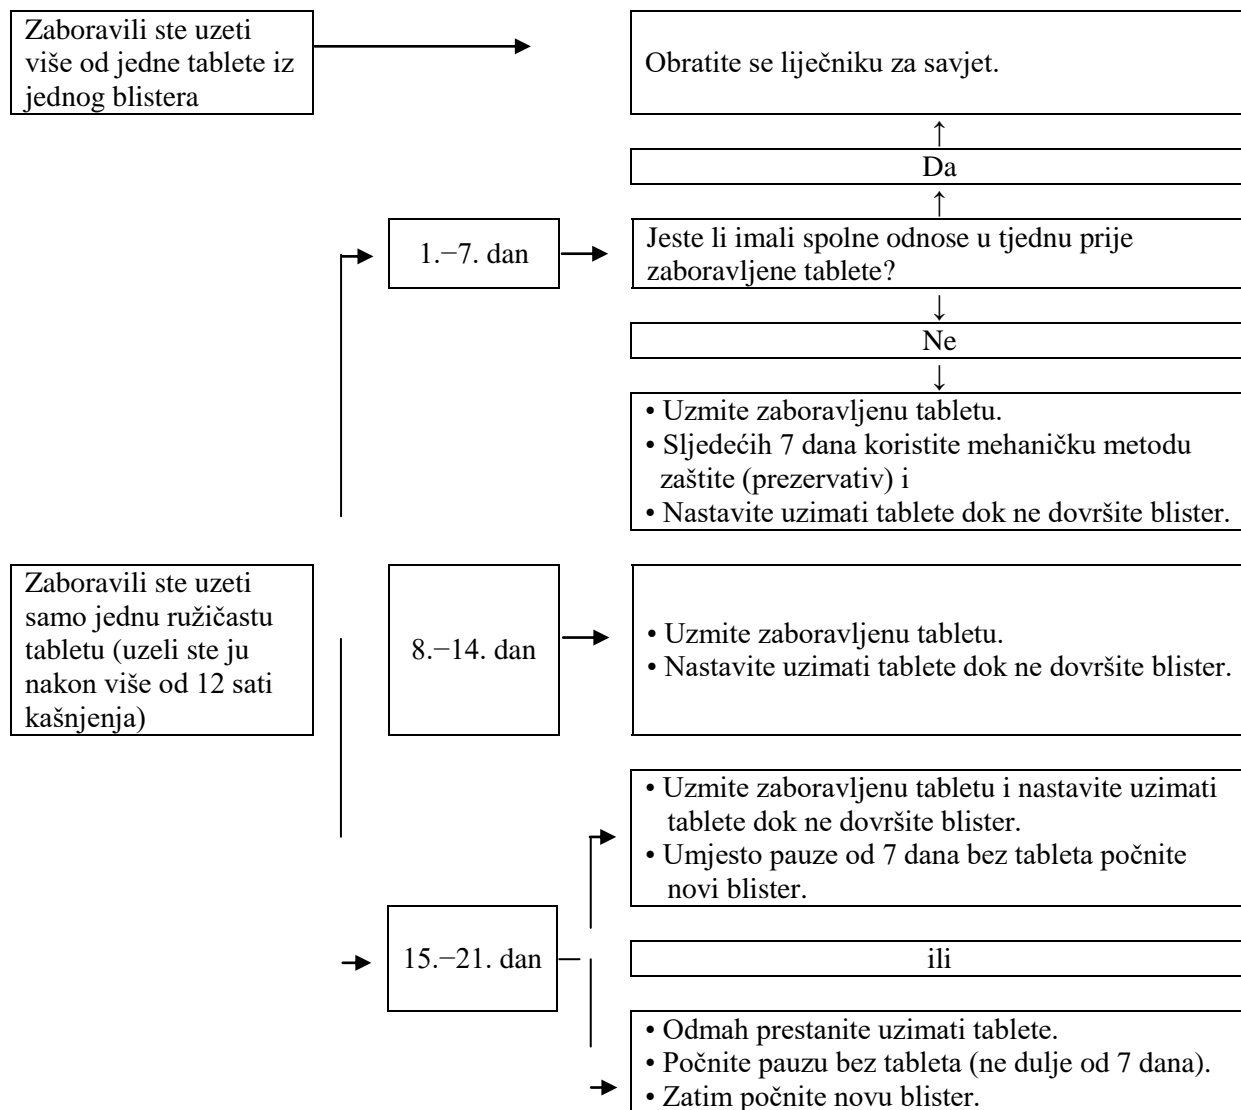 Zaboravili ste uzeti
više od jedne tablete iz
jednog blistera
Obratite se liječniku za savjet.
↑
Da
↑
1.−7. dan
Jeste li imali spolne odnose u tjednu prije
zaboravljene tablete?
↓
Ne
↓
• Uzmite zaboravljenu tabletu.
• Sljedećih 7 dana koristite mehaničku metodu
zaštite (prezervativ) i
• Nastavite uzimati tablete dok ne dovršite blister.
Zaboravili ste uzeti
samo jednu ružičastu
tabletu (uzeli ste ju
nakon više od 12 sati
kašnjenja)
8.−14. dan
• Uzmite zaboravljenu tabletu.
• Nastavite uzimati tablete dok ne dovršite blister.
15.−21. dan
• Uzmite zaboravljenu tabletu i nastavite uzimati
tablete dok ne dovršite blister.
• Umjesto pauze od 7 dana bez tableta počnite
novi blister.
ili
• Odmah prestanite uzimati tablete.
• Počnite pauzu bez tableta (ne dulje od 7 dana).
• Zatim počnite novu blister.